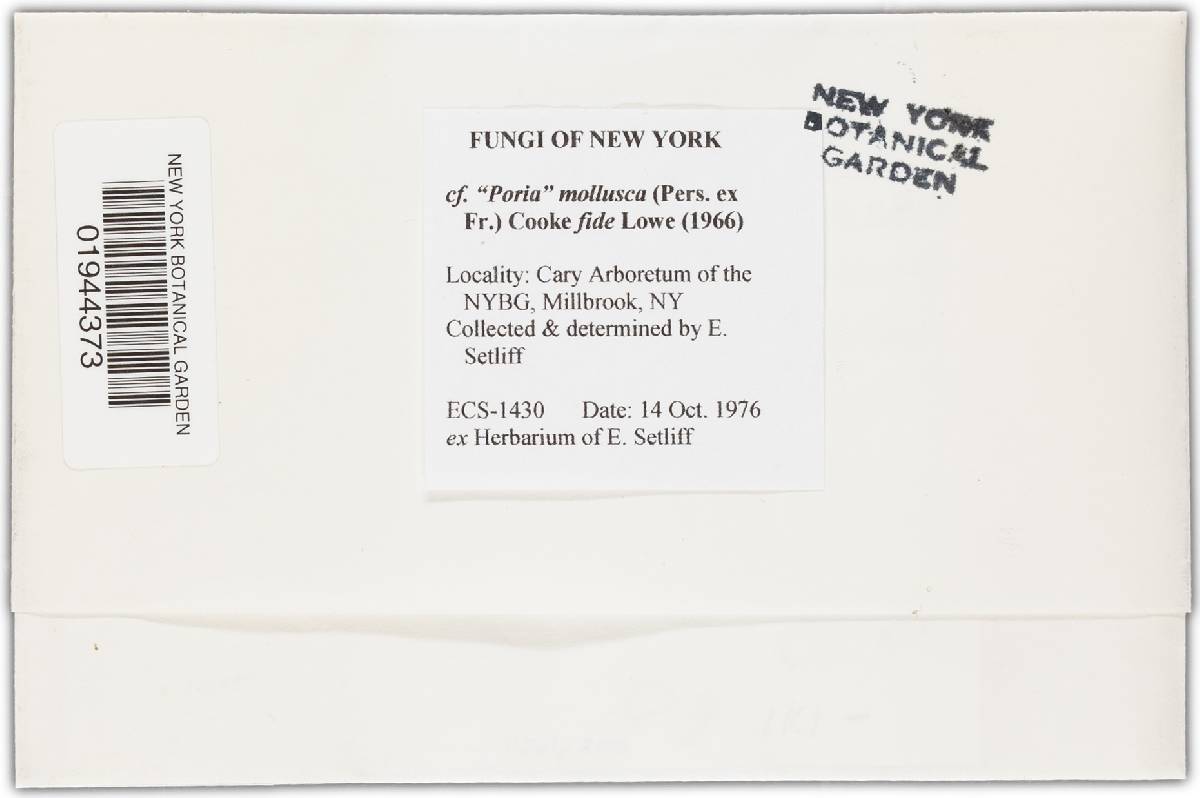 NEW YORK BOTANICAL GARDEN
01944373
FUNGI OF NEW YORK
cf. “Poria” mollusca (Pers. ex
Fr.) Cooke fide Lowe (1966)
Locality: Cary Arboretum of the
NYBG, Millbrook, NY
Collected & determined by E.
Setliff
ECS-1430 Date: 14 Oct. 1976
ex Herbarium of E. Setliff
NEW YORK
BOTANICAL
GARDEN